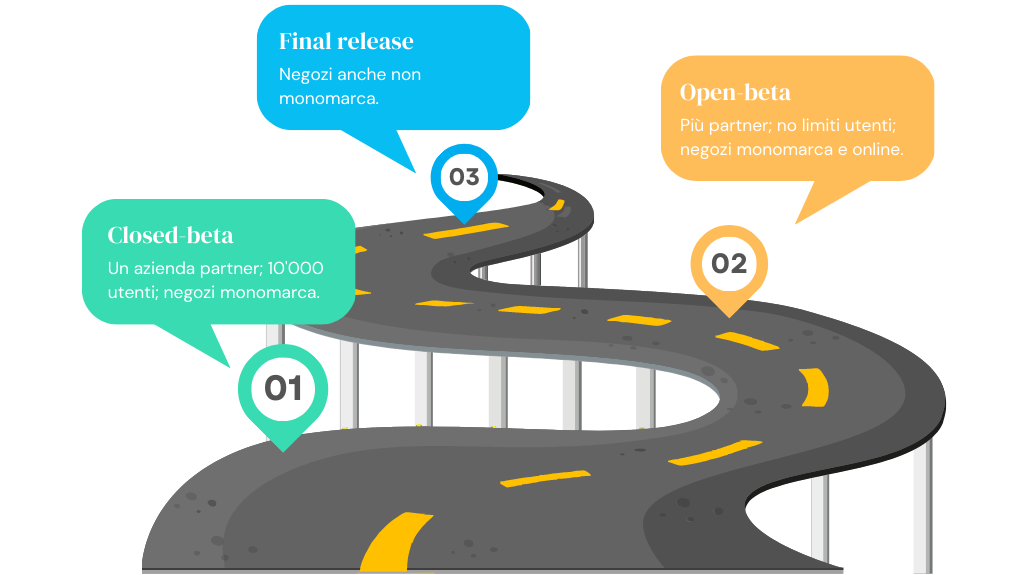 Final release
Negozi anche non
monomarca.
03
Open-beta
Più partner; no limiti utenti;
negozi monomarca e online.
02
Closed-beta
Un azienda partner; 10'000
utenti; negozi monomarca.
01